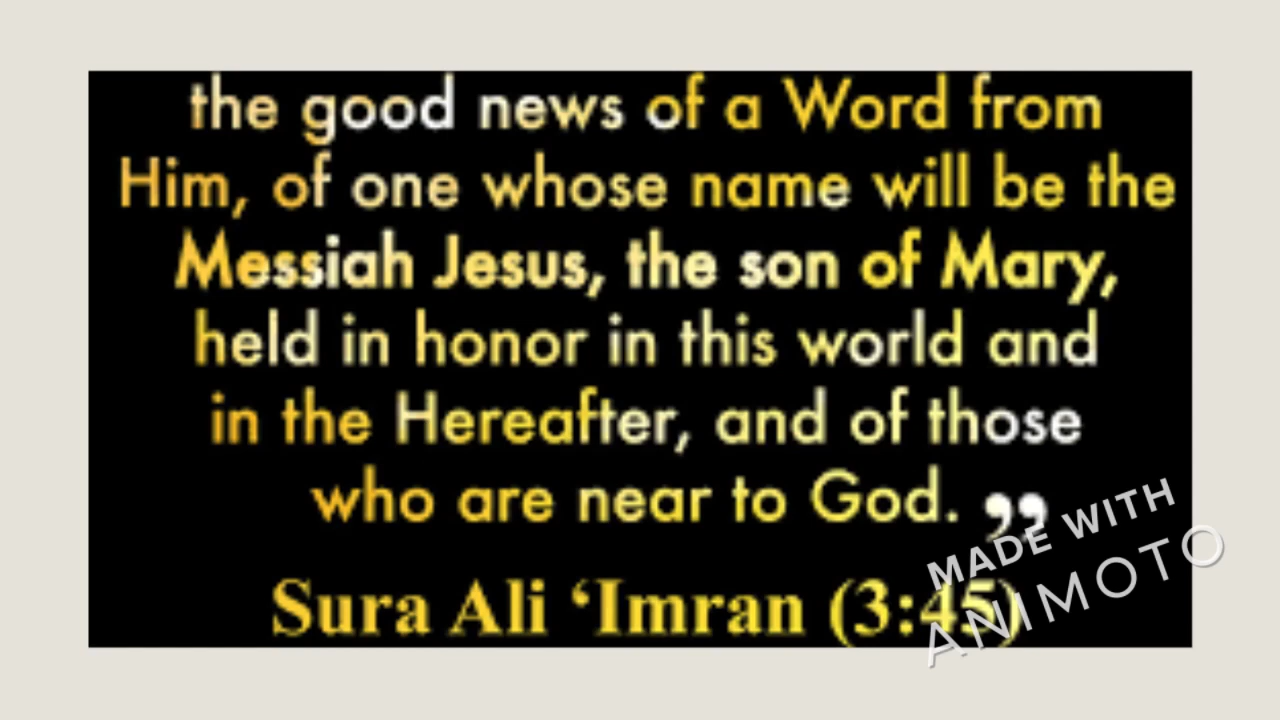 the good news of a Word from
Him, of one whose name will be the
Messiah Jesus, the son of Mary,
held in honor in this world and
in the Hereafter, and of those
who are near to God. ”
Sura Ali ‘Imran (3:45)
MADE WITH
ANIMOTO